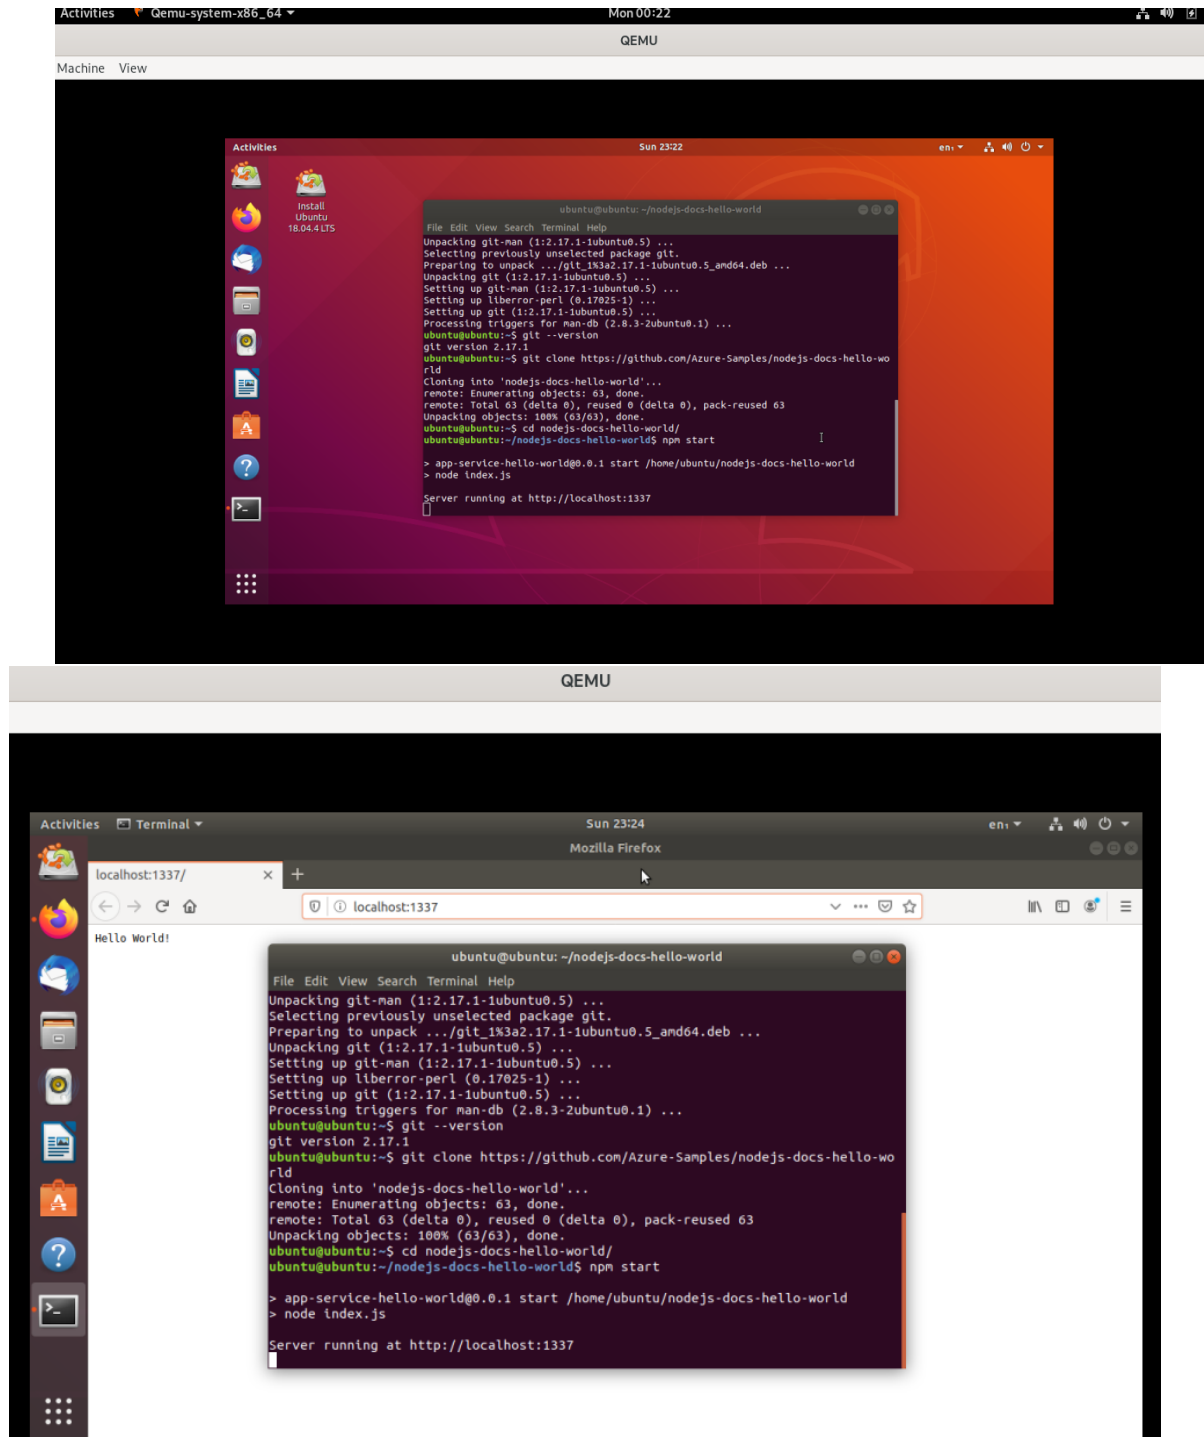 Activities Qemu-system-x86_64 Mon 00:22
QEMU
Machine View
Activities Sun 23:22 en₁
Install
Ubuntu
18.04.4 LTS
ubuntu@ubuntu: ~/nodejs-docs-hello-world
File Edit View Search Terminal Help
Unpacking git-man (1:2.17.1-1ubuntu0.5) ...
Selecting previously unselected package git.
Preparing to unpack .../git_1%3a2.17.1-1ubuntu0.5_amd64.deb ...
Unpacking git (1:2.17.1-1ubuntu0.5) ...
Setting up git-man (1:2.17.1-1ubuntu0.5) ...
Setting up liberror-perl (0.17025-1) ...
Setting up git (1:2.17.1-1ubuntu0.5) ...
Processing triggers for man-db (2.8.3-2ubuntu0.1) ...
ubuntu@ubuntu:~$ git --version
git version 2.17.1
ubuntu@ubuntu:~$ git clone https://github.com/Azure-Samples/nodejs-docs-hello-wo
rld
Cloning into 'nodejs-docs-hello-world'...
remote: Enumerating objects: 63, done.
remote: Total 63 (delta 0), reused 0 (delta 0), pack-reused 63
Unpacking objects: 100% (63/63), done.
ubuntu@ubuntu:~$ cd nodejs-docs-hello-world/
ubuntu@ubuntu:~/nodejs-docs-hello-world$ npm start
> app-service-hello-world@0.0.1 start /home/ubuntu/nodejs-docs-hello-world
> node index.js
Server running at http://localhost:1337
QEMU
Activities Terminal Sun 23:24 en₁
Mozilla Firefox
localhost:1337/
localhost:1337
Hello World!
ubuntu@ubuntu: ~/nodejs-docs-hello-world
File Edit View Search Terminal Help
Unpacking git-man (1:2.17.1-1ubuntu0.5) ...
Selecting previously unselected package git.
Preparing to unpack .../git_1%3a2.17.1-1ubuntu0.5_amd64.deb ...
Unpacking git (1:2.17.1-1ubuntu0.5) ...
Setting up git-man (1:2.17.1-1ubuntu0.5) ...
Setting up liberror-perl (0.17025-1) ...
Setting up git (1:2.17.1-1ubuntu0.5) ...
Processing triggers for man-db (2.8.3-2ubuntu0.1) ...
ubuntu@ubuntu:~$ git --version
git version 2.17.1
ubuntu@ubuntu:~$ git clone https://github.com/Azure-Samples/nodejs-docs-hello-wo
rld
Cloning into 'nodejs-docs-hello-world'...
remote: Enumerating objects: 63, done.
remote: Total 63 (delta 0), reused 0 (delta 0), pack-reused 63
Unpacking objects: 100% (63/63), done.
ubuntu@ubuntu:~$ cd nodejs-docs-hello-world/
ubuntu@ubuntu:~/nodejs-docs-hello-world$ npm start
> app-service-hello-world@0.0.1 start /home/ubuntu/nodejs-docs-hello-world
> node index.js
Server running at http://localhost:1337